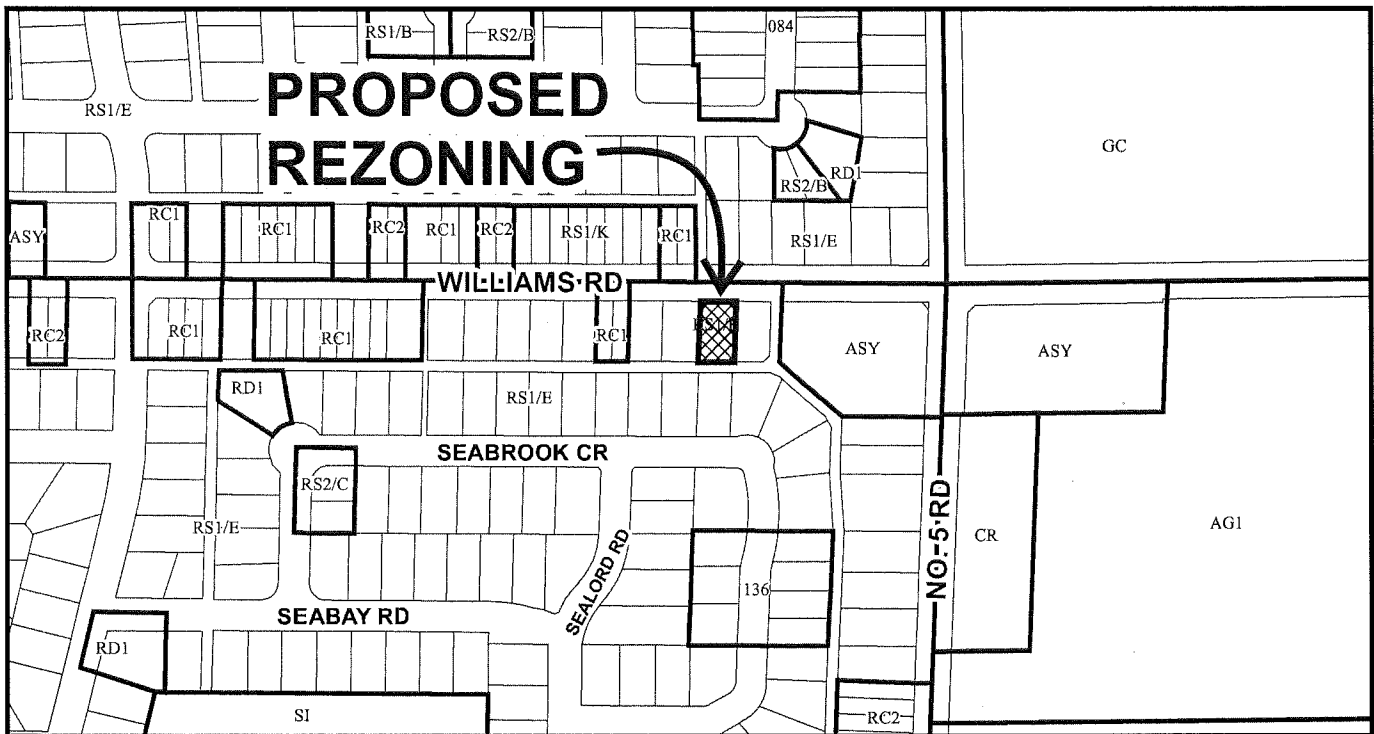 RS1/B
RS2/B
084
PROPOSED
REZONING
RS1/E
GC
RS2/B
RD1
ASY
RC1
RC1
RC2
RC1
RC2
RS1/K
RC1
RS1/E
WILLIAMS RD
RC2
RC1
RC1
RC1
ASY
ASY
RD1
RS1/E
SEABROOK CR
RS2/C
RS1/E
SEALORD RD
NO. 5 RD
CR
AG1
136
SEABAY RD
RD1
SI
RC2